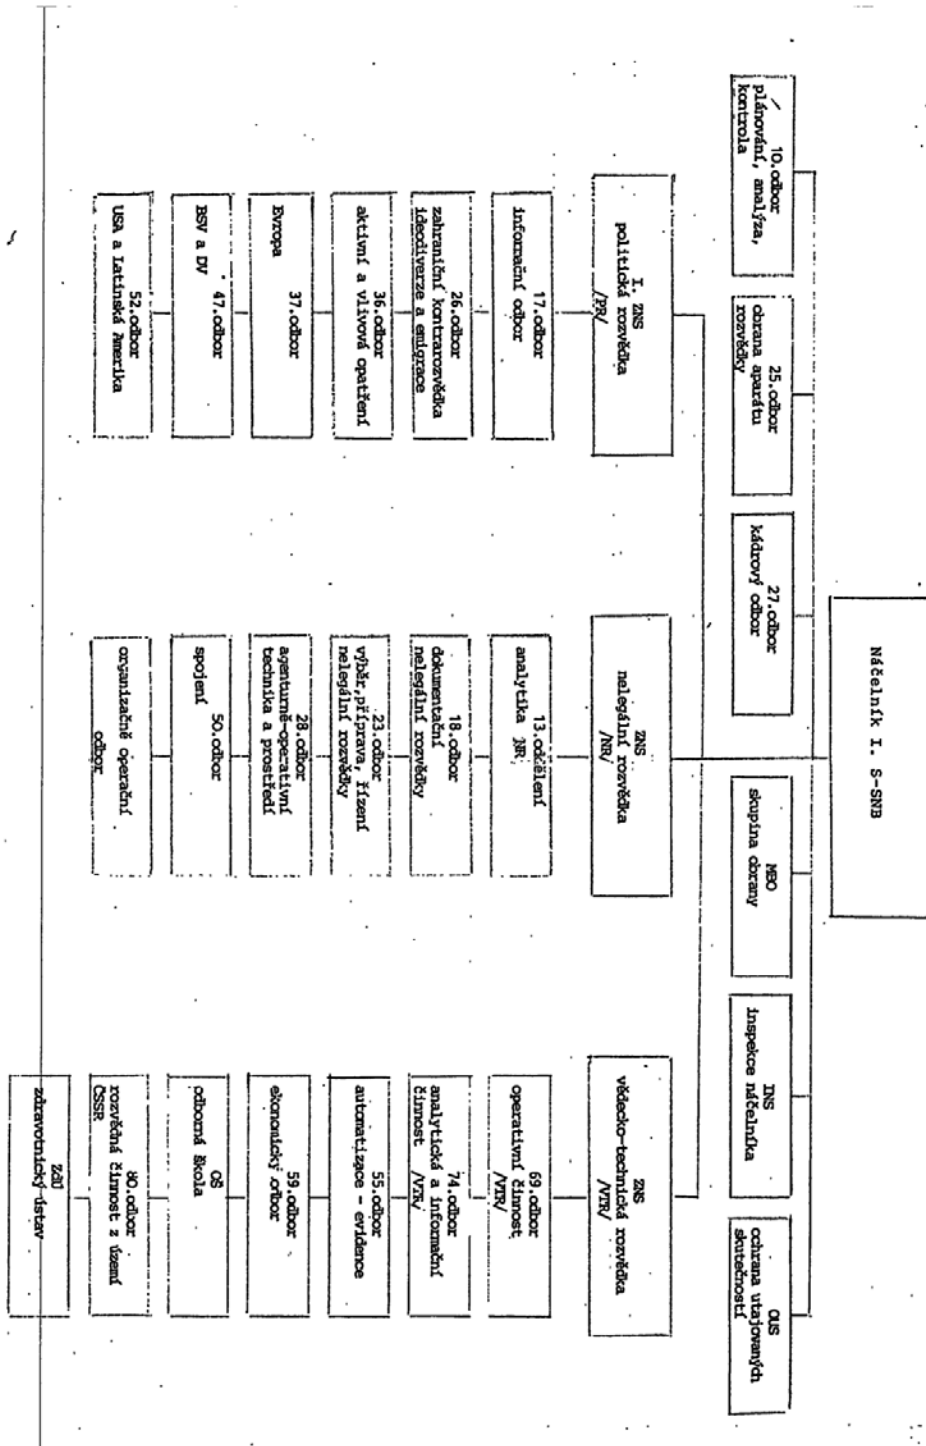 Náčelník I. S-SNB
10.odbor
plánování, analýza,
kontrola
25.odbor
obrana aparátu
rozvědky
27.odbor
kádrový odbor
MBO
skupina obrany
INS
inspekce náčelníka
OUS
ochrana utajovaných
skutečností
I. ZNS
politická rozvědka
/PR/
17.odbor
informační odbor
26.odbor
zahraniční kontrarozvědka
ideodiverze a emigrace
36.odbor
aktivní a vlivová opatření
37.odbor
Evropa
47.odbor
BSV a DV
52.odbor
USA a Latinská Amerika
ZNS
nelegální rozvědka
/NR/
13.oddělení
analytika NR
18.odbor
dokumentační
nelegální rozvědky
23.odbor
výběr,příprava, řízení
nelegální rozvědky
28.odbor
agenturně-operativní
technika a prostředí
50.odbor
spojení
organizačně operační
odbor
ZNS
vědecko-technická rozvědka
/VTR/
69.odbor
operativní činnost
/VTR/
74.odbor
analytická a informační
činnost /VTR/
55.odbor
automatizace - evidence
59.odbor
ekonomický odbor
OŠ
odborná škola
80.odbor
rozvědná činnost z území
ČSSR
ZdÚ
zdravotnický ústav